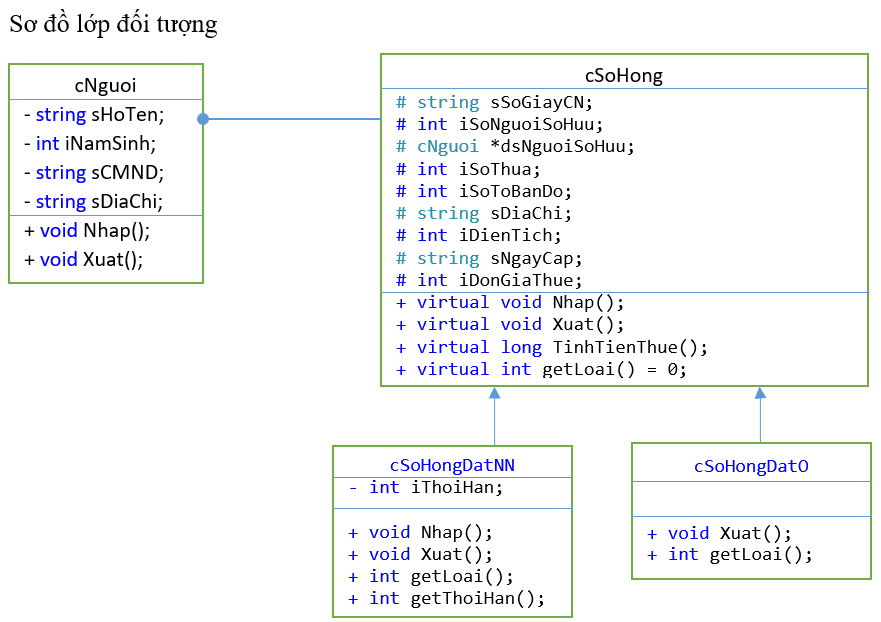 Sơ đồ lớp đối tượng
cNguoi
- string sHoTen;
- int iNamSinh;
- string sCMND;
- string sDiaChi;
+ void Nhap();
+ void Xuat();
cSoHong
# string sSoGiayCN;
# int iSoNguoiSoHuu;
# cNguoi *dsNguoiSoHuu;
# int iSoThua;
# int iSoToBanDo;
# string sDiaChi;
# int iDienTich;
# string sNgayCap;
# int iDonGiaThue;
+ virtual void Nhap();
+ virtual void Xuat();
+ virtual long TinhTienThue();
+ virtual int getLoai() = 0;
cSoHongDatNN
- int iThoiHan;
+ void Nhap();
+ void Xuat();
+ int getLoai();
+ int getThoiHan();
cSoHongDatO
+ void Xuat();
+ int getLoai();